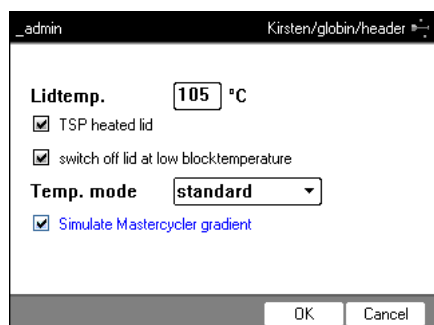 _admin Kirsten/globin/header
Lidtemp. 105 °C
TSP heated lid
switch off lid at low blocktemperature
Temp. mode standard
Simulate Mastercycler gradient
OK Cancel